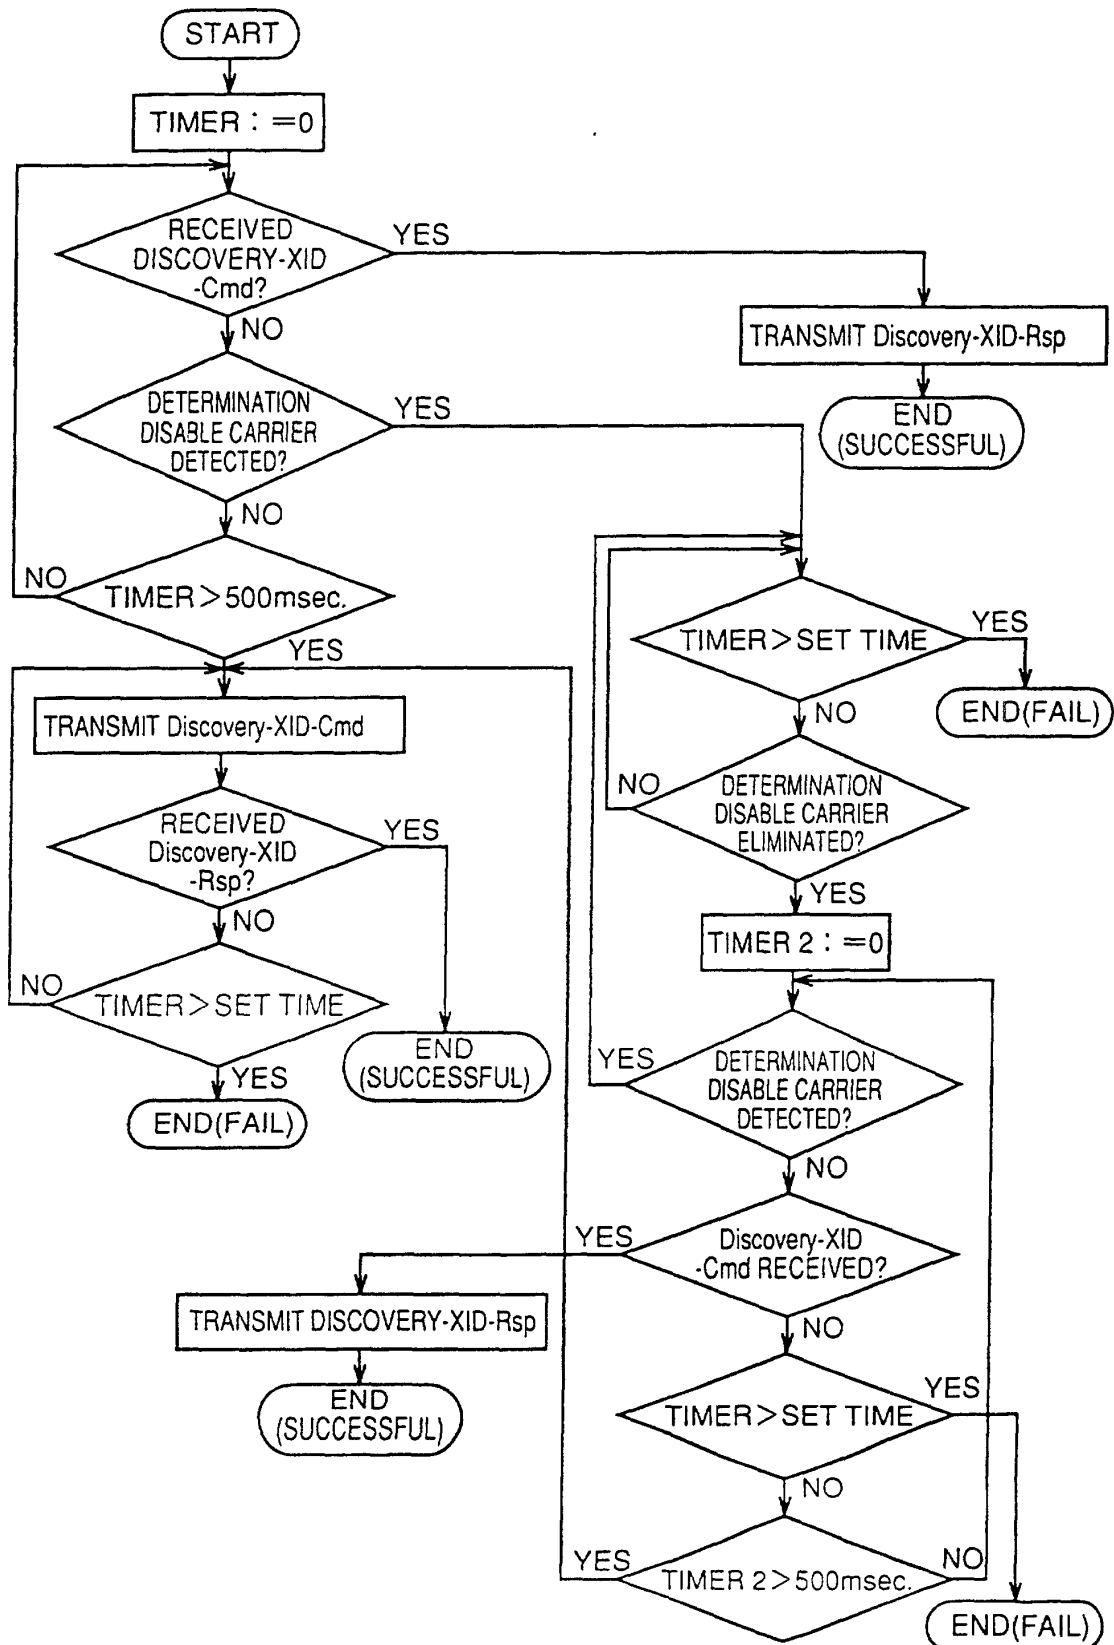 START
TIMER : =0
RECEIVED
DISCOVERY-XID
-Cmd?
YES
NO
TRANSMIT Discovery-XID-Rsp
END
(SUCCESSFUL)
DETERMINATION
DISABLE CARRIER
DETECTED?
YES
NO
TIMER>500msec.
NO
YES
TRANSMIT Discovery-XID-Cmd
RECEIVED
Discovery-XID
-Rsp?
YES
NO
TIMER>SET TIME
NO
YES
END
(SUCCESSFUL)
END(FAIL)
TIMER>SET TIME
YES
NO
END(FAIL)
DETERMINATION
DISABLE CARRIER
ELIMINATED?
NO
YES
TIMER 2 : =0
DETERMINATION
DISABLE CARRIER
DETECTED?
YES
NO
Discovery-XID
-Cmd RECEIVED?
YES
NO
TRANSMIT DISCOVERY-XID-Rsp
END
(SUCCESSFUL)
TIMER>SET TIME
YES
NO
TIMER 2>500msec.
YES
NO
END(FAIL)